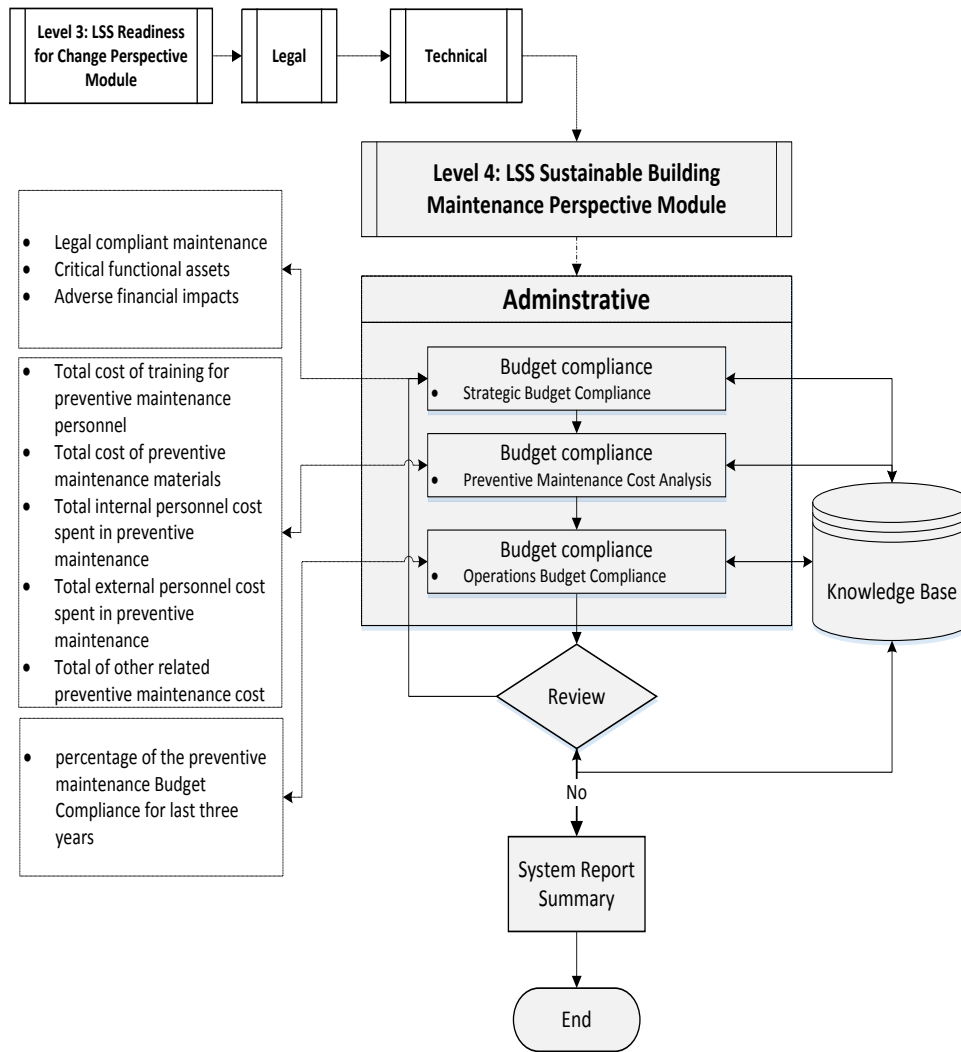 Level 3: LSS Readiness
for Change Perspective
Module
Legal
Technical
Level 4: LSS Sustainable Building
Maintenance Perspective Module
• Legal compliant maintenance
• Critical functional assets
• Adverse financial impacts
Adminstrative
Budget compliance
• Strategic Budget Compliance
• Total cost of training for
preventive maintenance
personnel
• Total cost of preventive
maintenance materials
• Total internal personnel cost
spent in preventive
maintenance
• Total external personnel cost
spent in preventive
maintenance
• Total of other related
preventive maintenance cost
Budget compliance
• Preventive Maintenance Cost Analysis
Budget compliance
• Operations Budget Compliance
Knowledge Base
Review
• percentage of the preventive
maintenance Budget
Compliance for last three
years
No
System Report
Summary
End